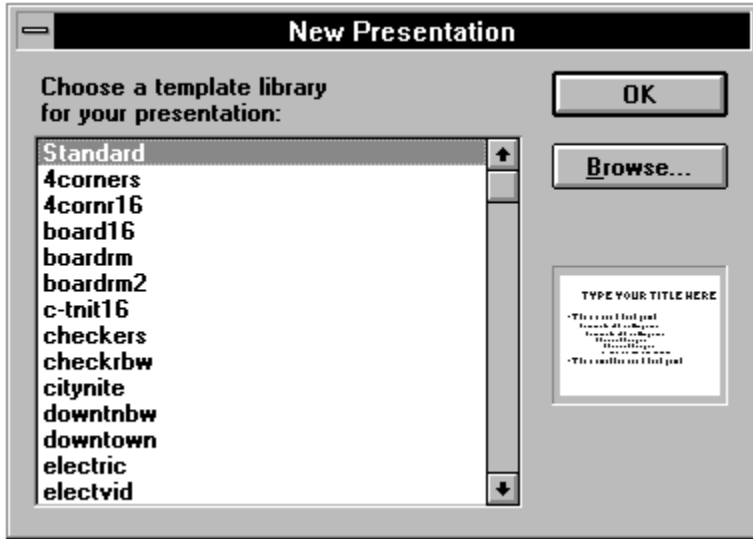 New Presentation
Choose a template library
for your presentation:
OK
Browse...
Standard
4corners
4cornr16
board16
boardrm
boardrm2
c-tnit16
checkers
checkrbw
citynite
downtnbw
downtown
electric
electvid
TYPE YOUR TITLE HERE